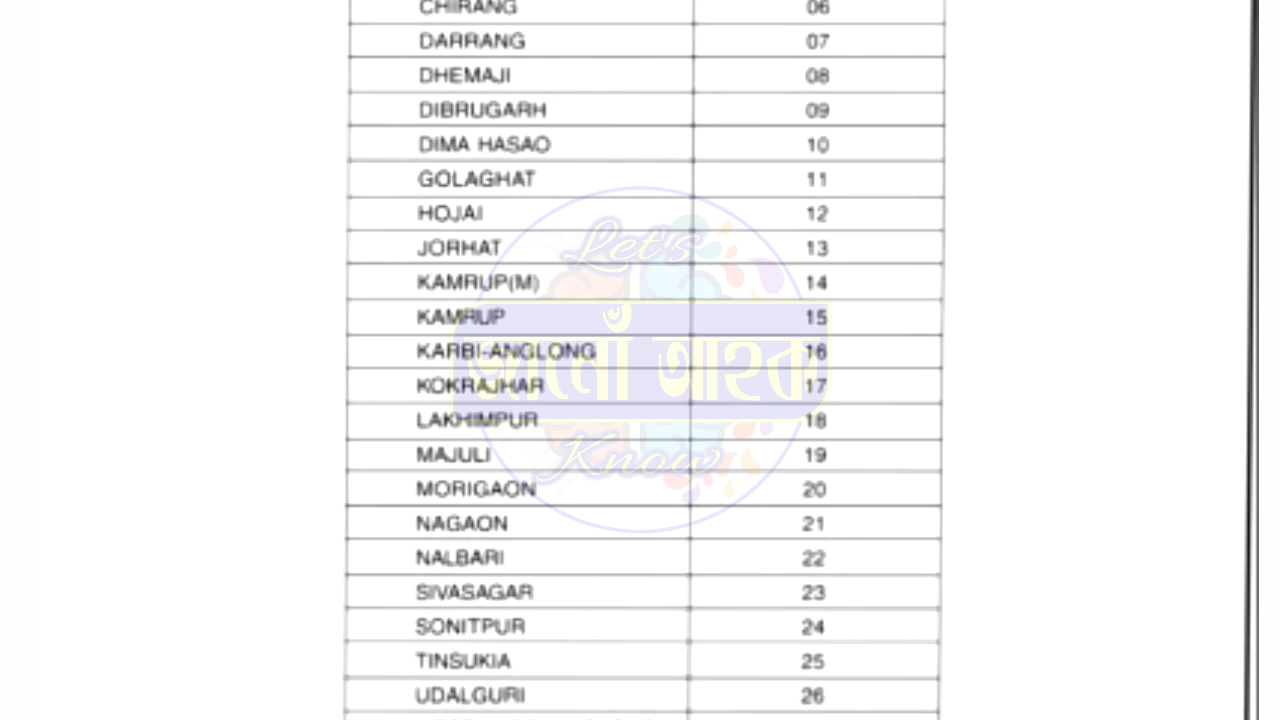 CHIRANG 06
DARRANG 07
DHEMAJI 08
DIBRUGARH 09
DIMA HASAO 10
GOLAGHAT 11
HOJAI 12
JORHAT 13
KAMRUP(M) 14
KAMRUP 15
KARBI-ANGLONG 16
KOKRAJHAR 17
LAKHIMPUR 18
MAJULI 19
MORIGAON 20
NAGAON 21
NALBARI 22
SIVASAGAR 23
SONITPUR 24
TINSUKIA 25
UDALGURI 26
Let's
জানোঁ আহক
Know